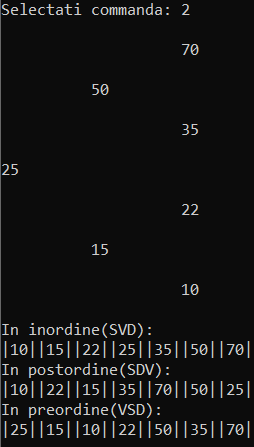 Selectati commanda: 2
70
50
35
25
22
15
10
In inordine(SVD):
|10||15||22||25||35||50||70|
In postordine(SDV):
|10||22||15||35||70||50||25|
In preordine(VSD):
|25||15||10||22||50||35||70|